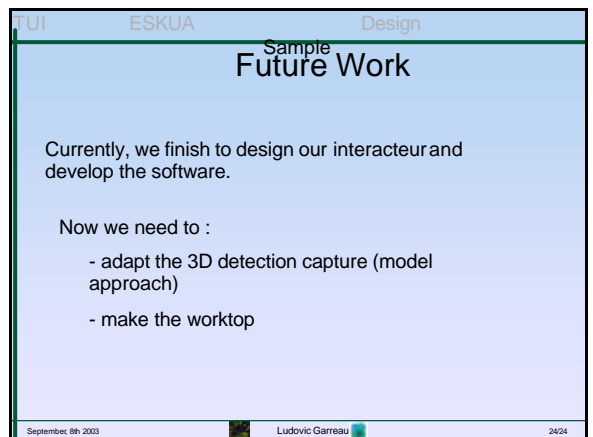 TUI ESKUA Design
Sample
Future Work
Currently, we finish to design our interacteur and
develop the software.
Now we need to :
- adapt the 3D detection capture (model
approach)
- make the worktop
September, 8th 2003 Ludovic Garreau 24/24